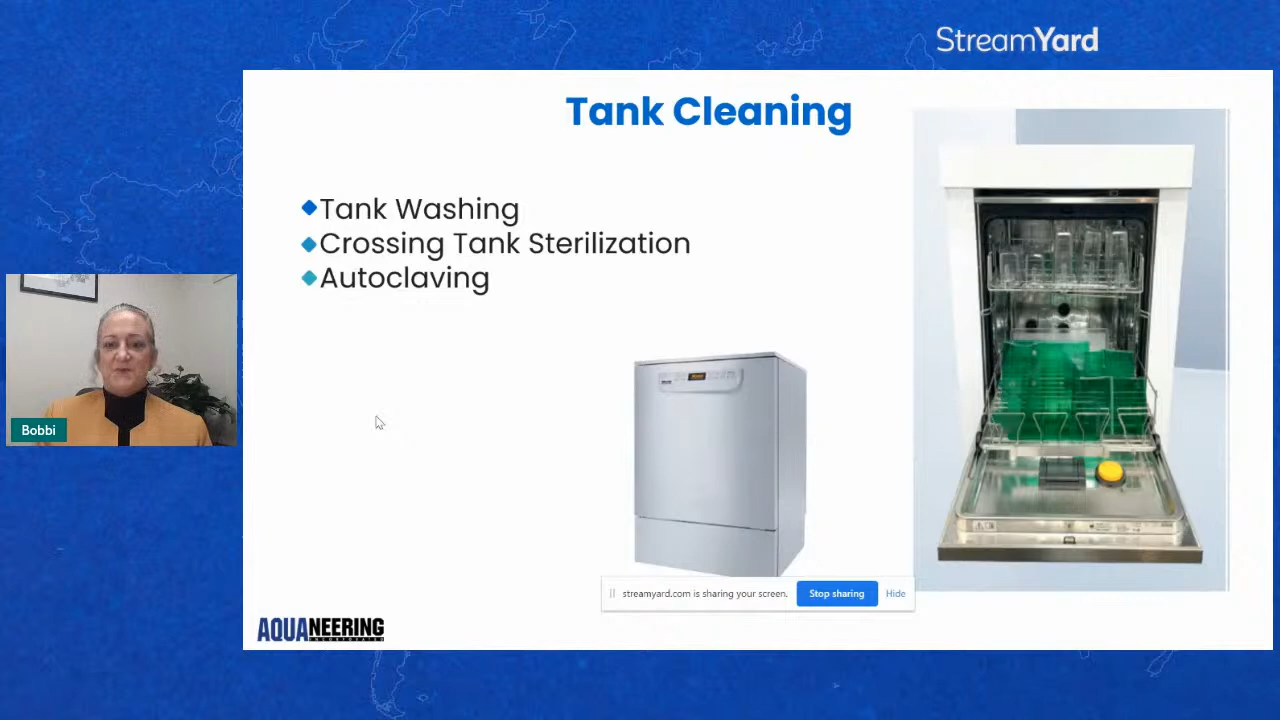 StreamYard
Tank Cleaning
Tank Washing
Crossing Tank Sterilization
Autoclaving
Bobbi
streamyard.com is sharing your screen.
Stop sharing
Hide
AQUANEERING
INCORPORATED